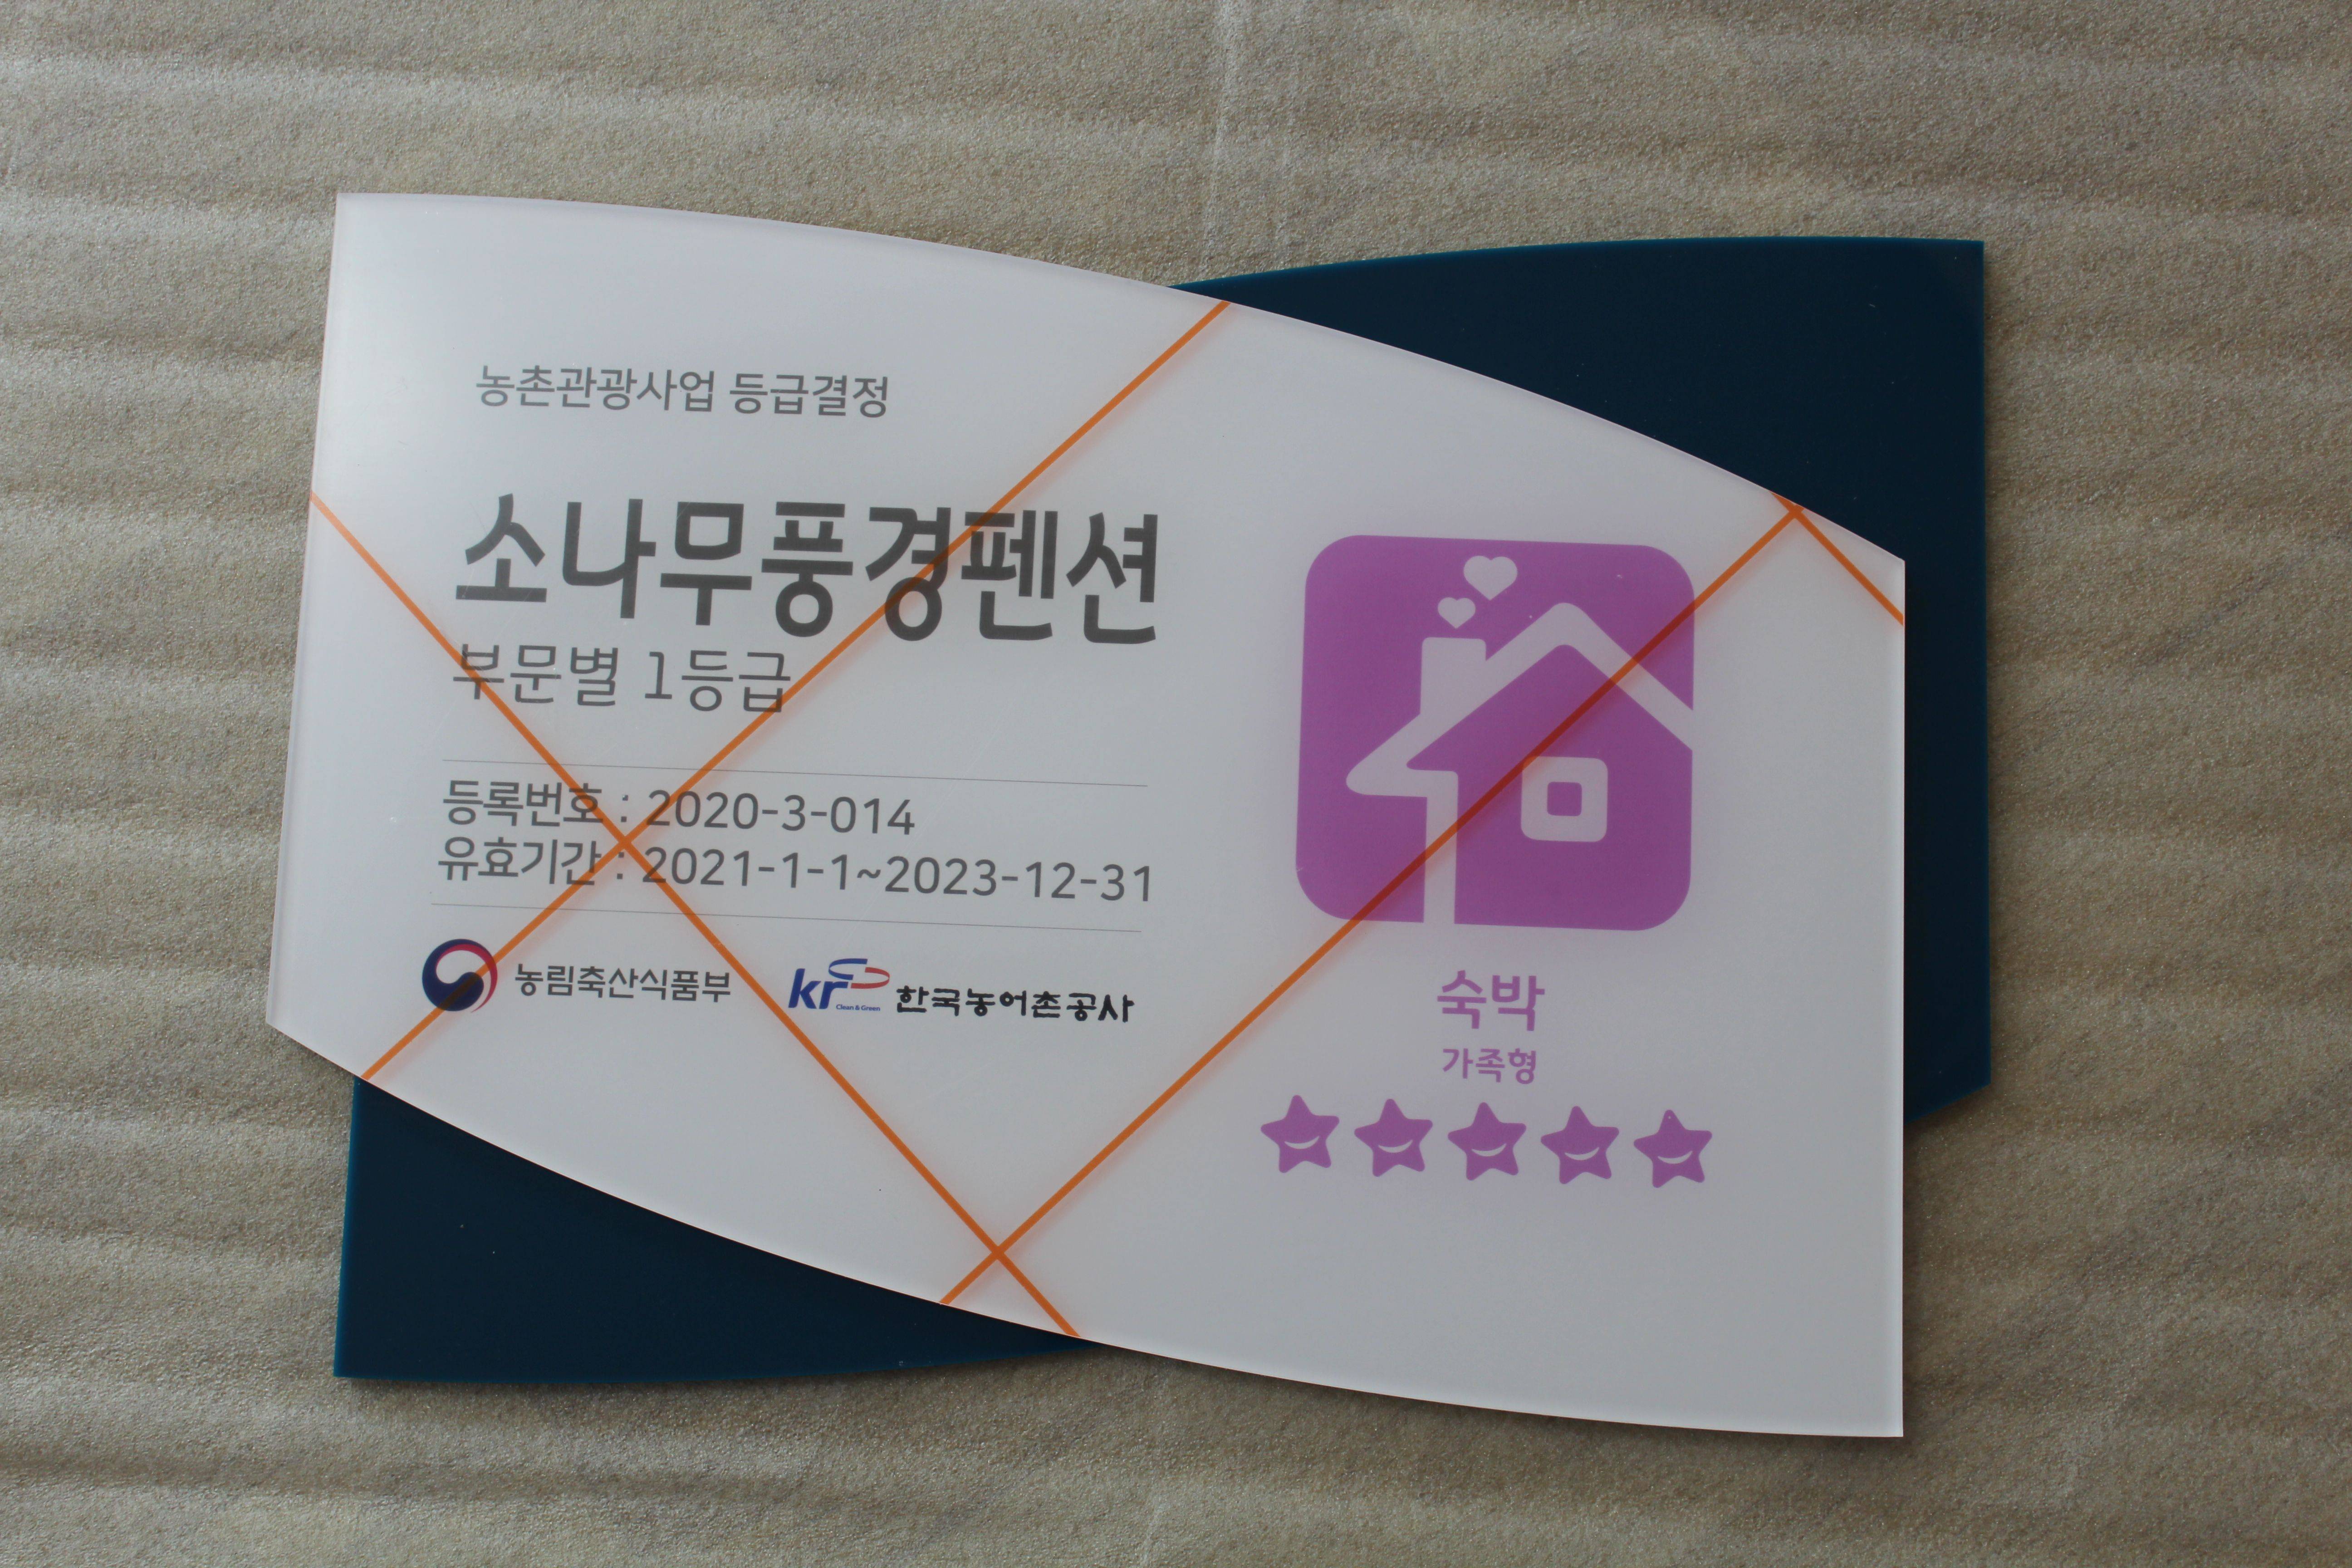 농촌관광사업 등급결정
소나무풍경펜션
부문별 1등급
등록번호 : 2020-3-014
유효기간 : 2021-1-1~2023-12-31
농림축산식품부
kr Clean & Green 한국농어촌공사
숙박
가족형